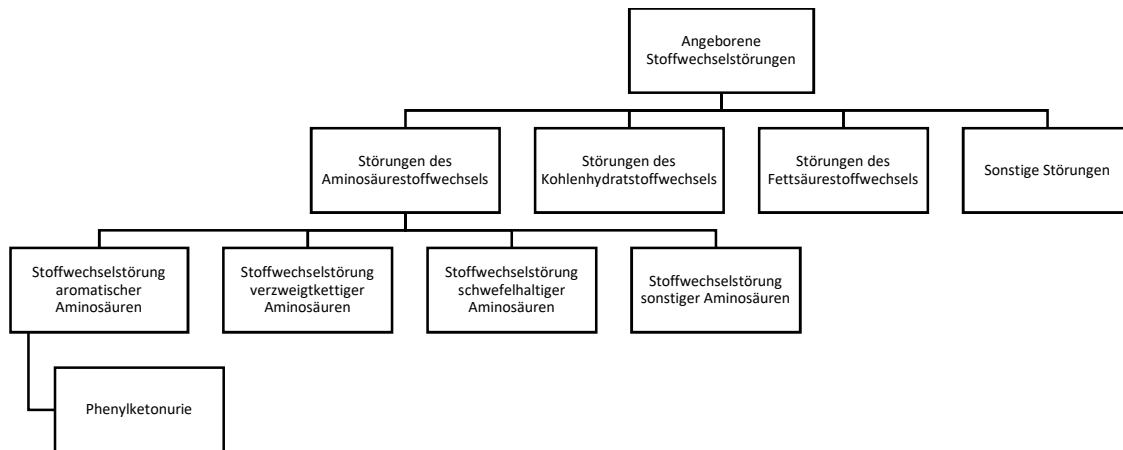 Angeborene
Stoffwechselstörungen
Störungen des
Aminosäurestoffwechsels
Störungen des
Kohlenhydratstoffwechsels
Störungen des
Fettsäurestoffwechsels
Sonstige Störungen
Stoffwechselstörung
aromatischer
Aminosäuren
Stoffwechselstörung
verzweigtkettiger
Aminosäuren
Stoffwechselstörung
schwefelhaltiger
Aminosäuren
Stoffwechselstörung
sonstiger Aminosäuren
Phenylketonurie